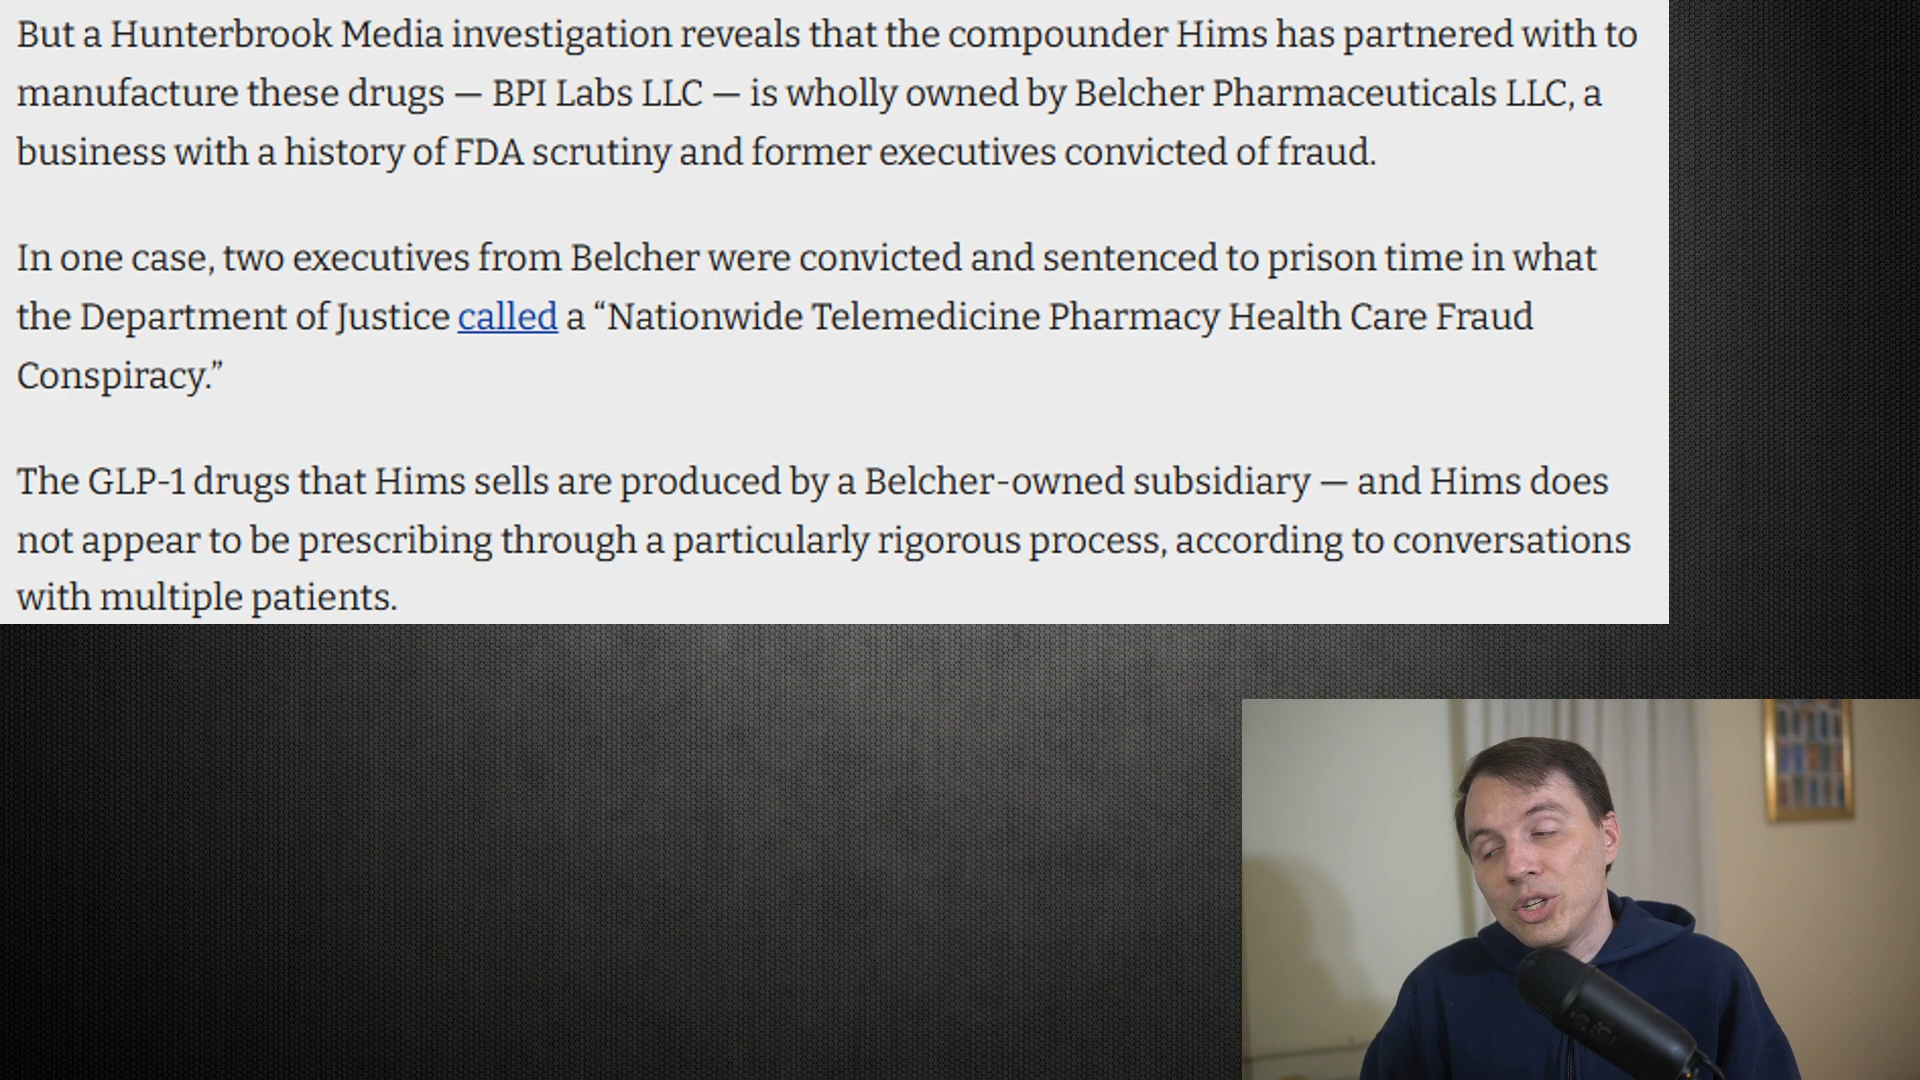 But a Hunterbrook Media investigation reveals that the compounder Hims has partnered with to
manufacture these drugs — BPI Labs LLC — is wholly owned by Belcher Pharmaceuticals LLC, a
business with a history of FDA scrutiny and former executives convicted of fraud.
In one case, two executives from Belcher were convicted and sentenced to prison time in what
the Department of Justice called a “Nationwide Telemedicine Pharmacy Health Care Fraud
Conspiracy.”
The GLP-1 drugs that Hims sells are produced by a Belcher-owned subsidiary — and Hims does
not appear to be prescribing through a particularly rigorous process, according to conversations
with multiple patients.